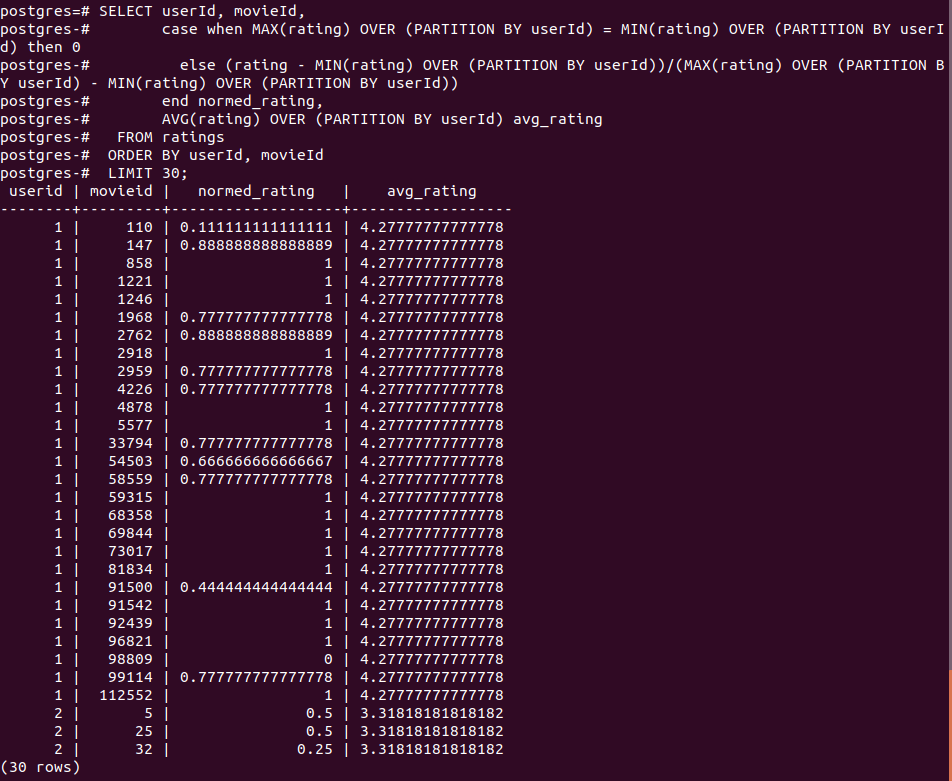 postgres=# SELECT userId, movieId,
postgres-#        case when MAX(rating) OVER (PARTITION BY userId) = MIN(rating) OVER (PARTITION BY userI
d) then 0
postgres-#          else (rating - MIN(rating) OVER (PARTITION BY userId))/(MAX(rating) OVER (PARTITION B
Y userId) - MIN(rating) OVER (PARTITION BY userId))
postgres-#        end normed_rating,
postgres-#        AVG(rating) OVER (PARTITION BY userId) avg_rating
postgres-#   FROM ratings
postgres-#  ORDER BY userId, movieId
postgres-#  LIMIT 30;
 userid | movieid |   normed_rating   |    avg_rating
--------+---------+-------------------+------------------
      1 |     110 | 0.111111111111111 | 4.27777777777778
      1 |     147 | 0.888888888888889 | 4.27777777777778
      1 |     858 |                 1 | 4.27777777777778
      1 |    1221 |                 1 | 4.27777777777778
      1 |    1246 |                 1 | 4.27777777777778
      1 |    1968 | 0.777777777777778 | 4.27777777777778
      1 |    2762 | 0.888888888888889 | 4.27777777777778
      1 |    2918 |                 1 | 4.27777777777778
      1 |    2959 | 0.777777777777778 | 4.27777777777778
      1 |    4226 | 0.777777777777778 | 4.27777777777778
      1 |    4878 |                 1 | 4.27777777777778
      1 |    5577 |                 1 | 4.27777777777778
      1 |   33794 | 0.777777777777778 | 4.27777777777778
      1 |   54503 | 0.666666666666667 | 4.27777777777778
      1 |   58559 | 0.777777777777778 | 4.27777777777778
      1 |   59315 |                 1 | 4.27777777777778
      1 |   68358 |                 1 | 4.27777777777778
      1 |   69844 |                 1 | 4.27777777777778
      1 |   73017 |                 1 | 4.27777777777778
      1 |   81834 |                 1 | 4.27777777777778
      1 |   91500 | 0.444444444444444 | 4.27777777777778
      1 |   91542 |                 1 | 4.27777777777778
      1 |   92439 |                 1 | 4.27777777777778
      1 |   96821 |                 1 | 4.27777777777778
      1 |   98809 |                 0 | 4.27777777777778
      1 |   99114 | 0.777777777777778 | 4.27777777777778
      1 |  112552 |                 1 | 4.27777777777778
      2 |       5 |               0.5 | 3.31818181818182
      2 |      25 |               0.5 | 3.31818181818182
      2 |      32 |              0.25 | 3.31818181818182
(30 rows)